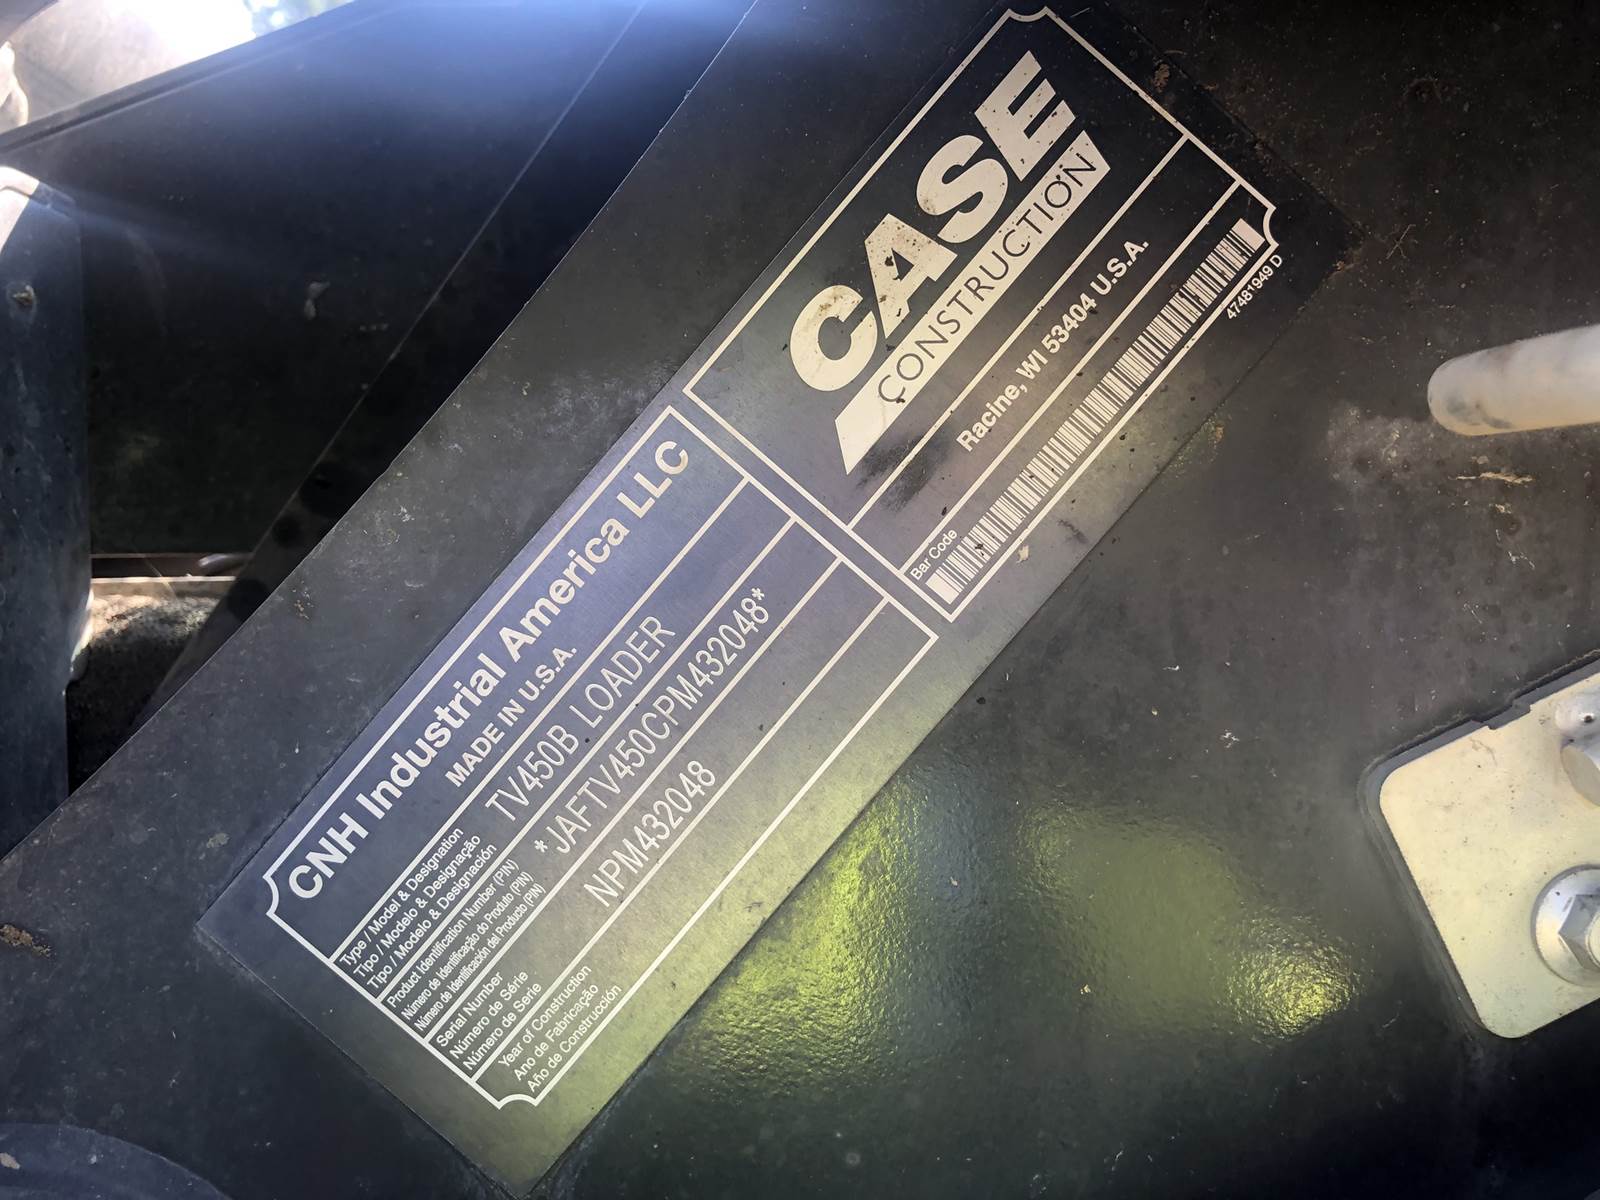 CASE
CONSTRUCTION
Racine, WI 53404 U.S.A.
Bar Code
47481949 D
CNH Industrial America LLC
MADE IN U.S.A.
Type / Model & Designation
Tipo / Modelo & Designação
Tipo / Modelo & Designación
TV450B LOADER
Product Identification Number (PIN)
Número de Identificação do Produto (PIN)
Número de Identificación del Producto (PIN)
*JAFTV450CPM432048*
Serial Number
Número de Série
Número de Serie
NPM432048
Year of Construction
Ano de Fabricação
Año de Construcción